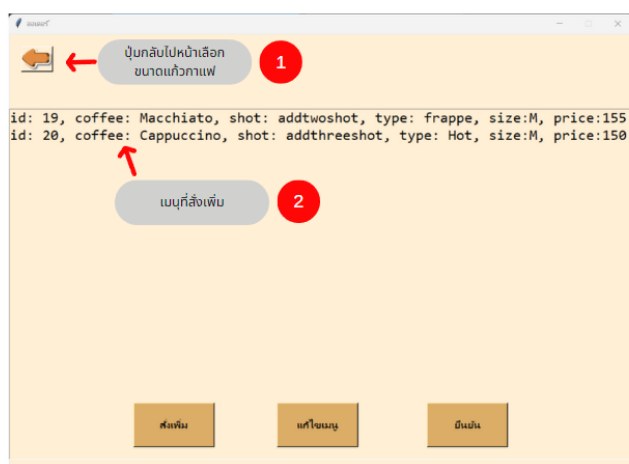 ออเดอร์
ปุ่มกลับไปหน้าเลือก
ขนาดแก้วกาแฟ
1
id: 19, coffee: Macchiato, shot: addtwoshot, type: frappe, size:M, price:155
id: 20, coffee: Cappuccino, shot: addthreeshot, type: Hot, size:M, price:150
เมนุที่สั่งเพิ่ม
2
สั่งเพิ่ม
แก้ไขเมนู
ยืนยัน